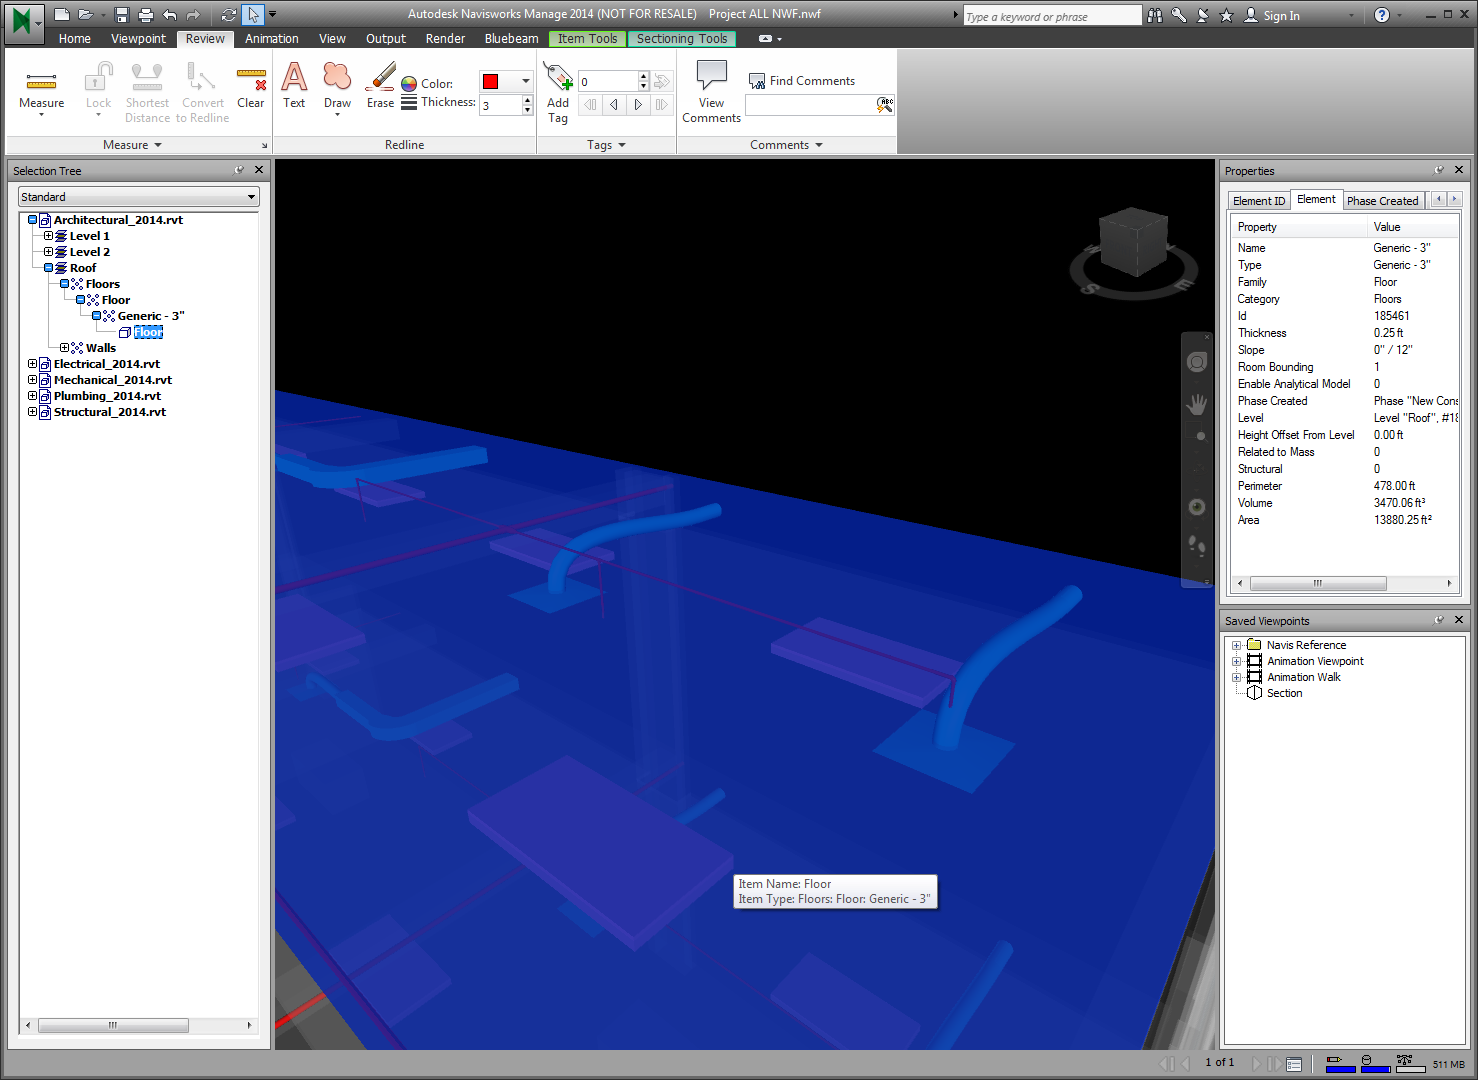 Autodesk Navisworks Manage 2014 (NOT FOR RESALE) Project ALL NWF.nwf
Type a keyword or phrase
Sign In
Home Viewpoint Review Animation View Output Render Bluebeam Item Tools Sectioning Tools
Measure
Lock
Shortest
Distance
Convert
to Redline
Clear
Measure
Text
Draw
Erase
Color:
Thickness: 3
Redline
Add
Tag
0
Tags
View
Comments
Find Comments
Comments
Selection Tree
Standard
Architectural_2014.rvt
Level 1
Level 2
Roof
Floors
Floor
Generic - 3"
Floor
Walls
Electrical_2014.rvt
Mechanical_2014.rvt
Plumbing_2014.rvt
Structural_2014.rvt
S E
Item Name: Floor
Item Type: Floors: Floor: Generic - 3"
Properties
Element ID Element Phase Created
Property Value
Name Generic - 3"
Type Generic - 3"
Family Floor
Category Floors
Id 185461
Thickness 0.25 ft
Slope 0" / 12"
Room Bounding 1
Enable Analytical Model 0
Phase Created Phase "New Cons
Level Level "Roof", #18
Height Offset From Level 0.00 ft
Related to Mass 0
Structural 0
Perimeter 478.00 ft
Volume 3470.06 ft³
Area 13880.25 ft²
Saved Viewpoints
Navis Reference
Animation Viewpoint
Animation Walk
Section
1 of 1
511 MB